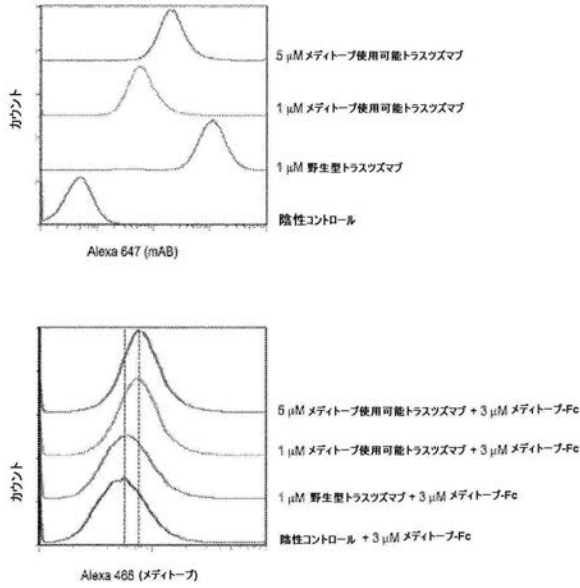 カウント
5 μM メディトープ使用可能トラスツズマブ
1 μM メディトープ使用可能トラスツズマブ
1 μM 野生型トラスツズマブ
陰性コントロール
Alexa 647 (mAB)
カウント
5 μM メディトープ使用可能トラスツズマブ + 3 μM メディトープ-Fc
1 μM メディトープ使用可能トラスツズマブ + 3 μM メディトープ-Fc
1 μM 野生型トラスツズマブ + 3 μM メディトープ-Fc
陰性コントロール + 3 μM メディトープ-Fc
Alexa 488 (メディトープ)